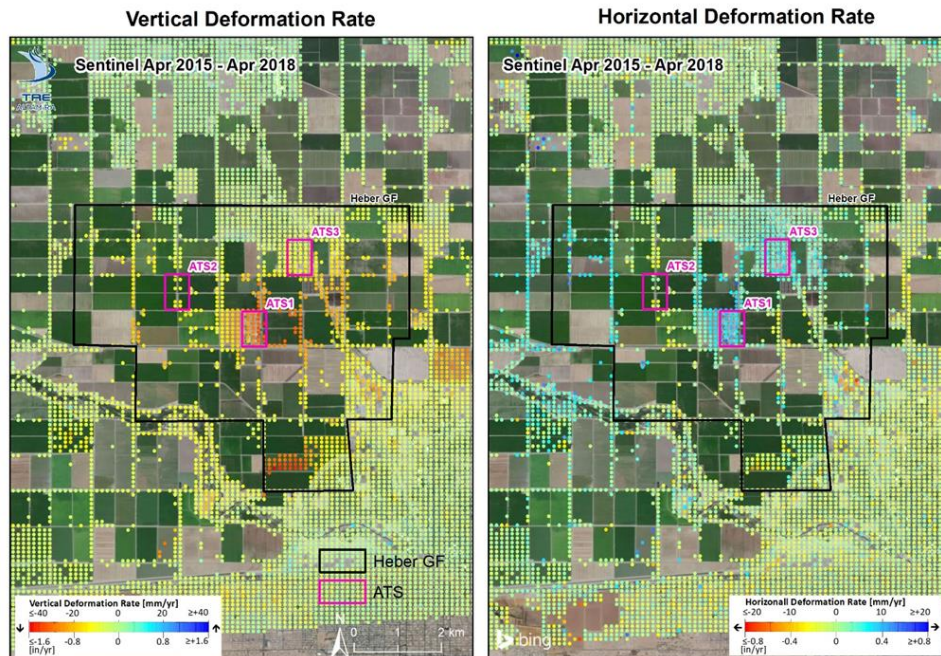 Vertical Deformation Rate
Sentinel Apr 2015 - Apr 2018
TRE
ALTAMIRA
Heber GF
ATS3
ATS2
ATS1
Heber GF
ATS
Vertical Deformation Rate [mm/yr]
≤-40 -20 0 20 ≥+40
≤-1.6 -0.8 0 0.8 ≥+1.6
[in/yr]
N
0 1 2 km
Horizontal Deformation Rate
Sentinel Apr 2015 - Apr 2018
Heber GF
ATS3
ATS2
ATS1
bing
Horizonall Deformation Rate [mm/yr]
≤-20 -10 0 10 ≥+20
≤-0.8 -0.4 0 0.4 ≥+0.8
[in/yr]